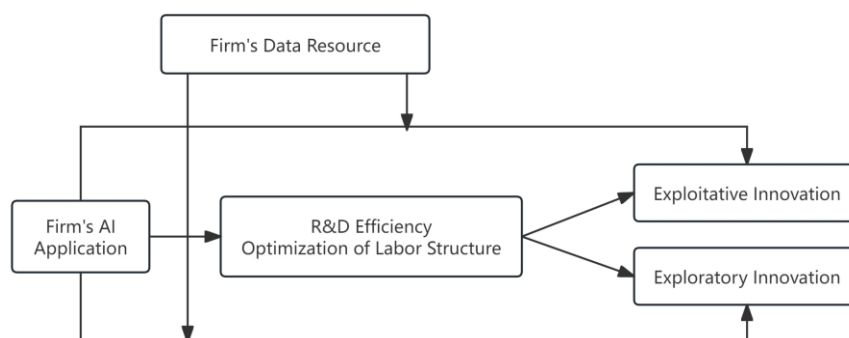 Firm's Data Resource
Firm's AI
Application
R&D Efficiency
Optimization of Labor Structure
Exploitative Innovation
Exploratory Innovation